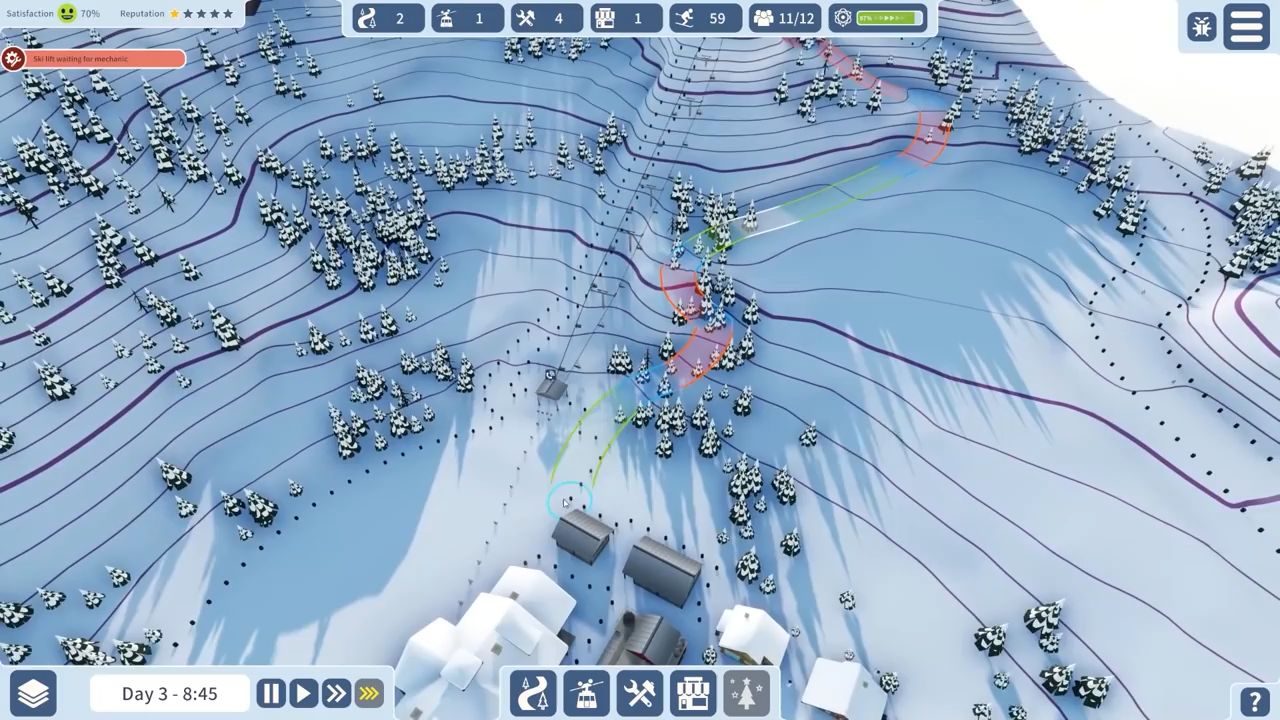 Satisfaction 70% Reputation
2 1 4 1 59 11/12 87%
Ski lift waiting for mechanic
Day 3 - 8:45
?